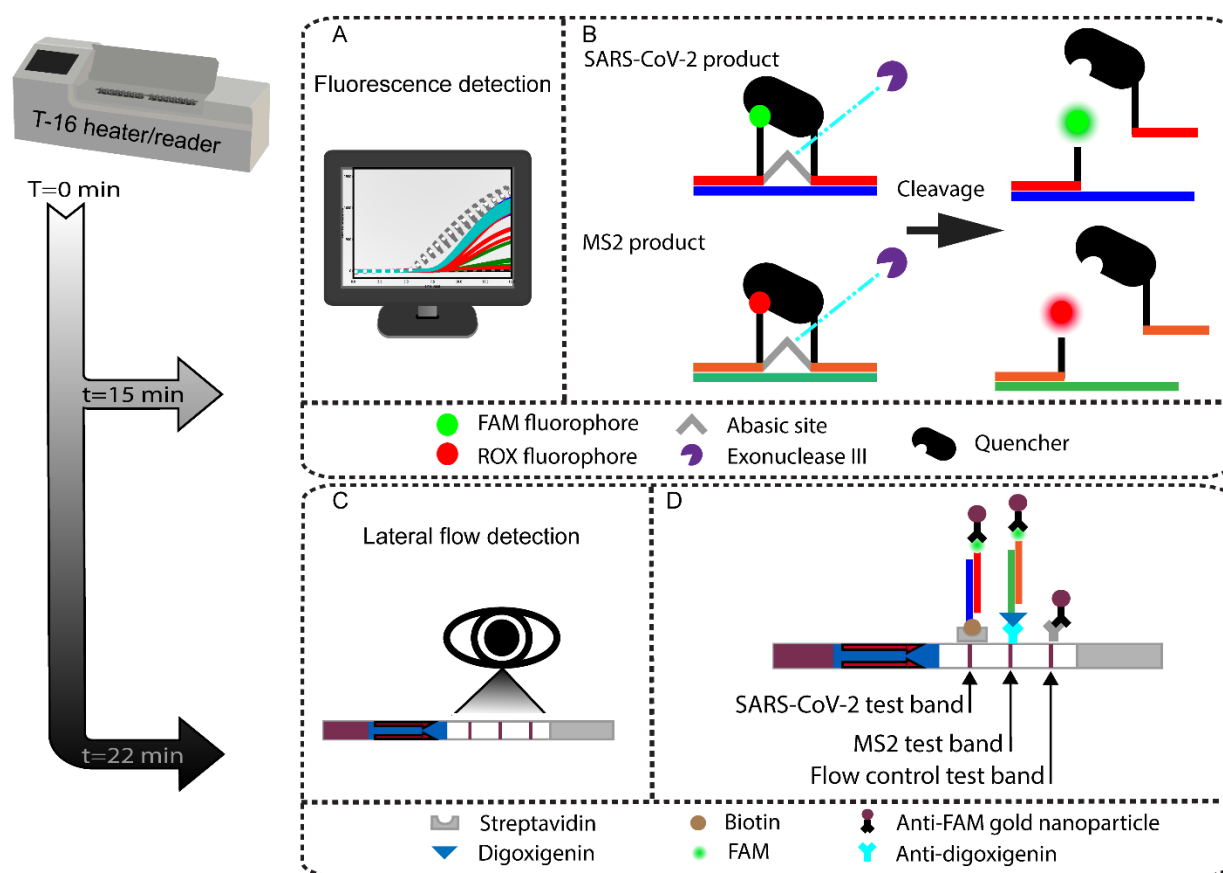 T-16 heater/reader
T=0 min
t=15 min
t=22 min
A
Fluorescence detection
B
SARS-CoV-2 product
Cleavage
MS2 product
FAM fluorophore
ROX fluorophore
Abasic site
Exonuclease III
Quencher
C
Lateral flow detection
D
SARS-CoV-2 test band
MS2 test band
Flow control test band
Streptavidin
Digoxigenin
Biotin
FAM
Anti-FAM gold nanoparticle
Anti-digoxigenin